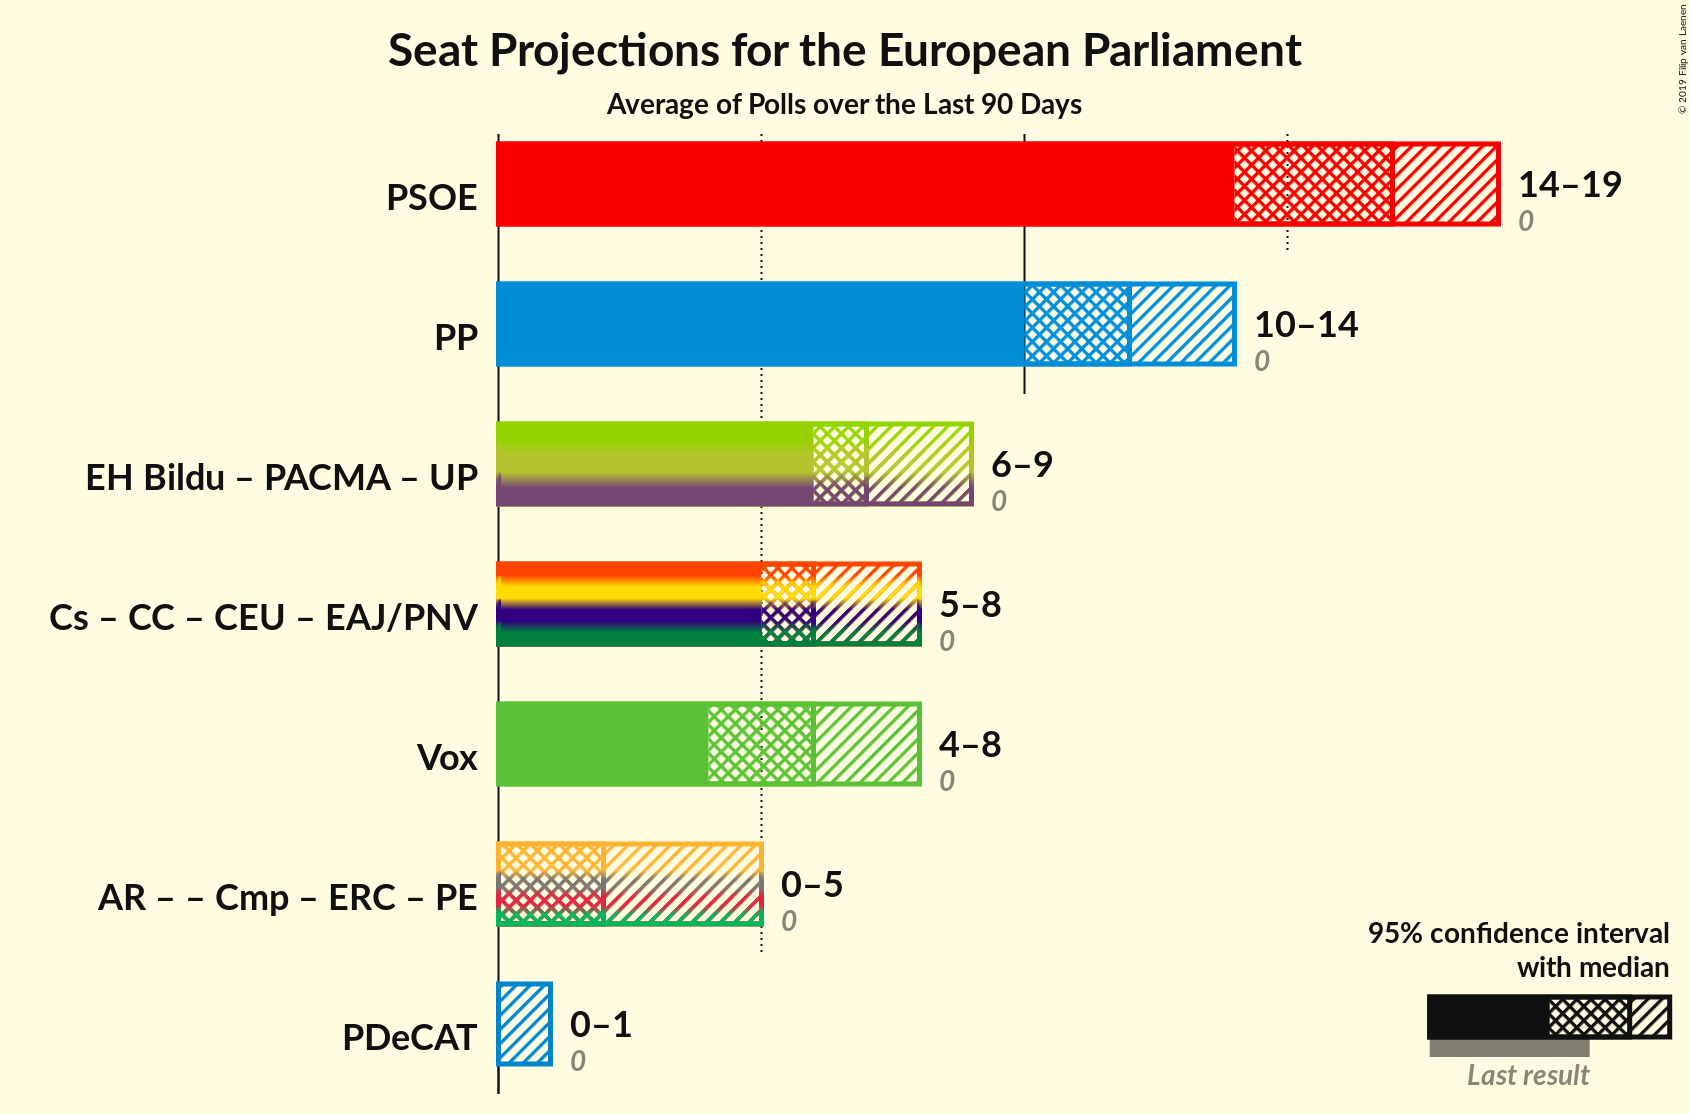 Seat Projections for the European Parliament
Average of Polls over the Last 90 Days
© 2019 Filip van Laenen
PSOE
14–19
0
PP
10–14
0
EH Bildu – PACMA – UP
6–9
0
Cs – CC – CEU – EAJ/PNV
5–8
0
Vox
4–8
0
AR – – Cmp – ERC – PE
0–5
0
PDeCAT
0–1
0
95% confidence interval
with median
Last result